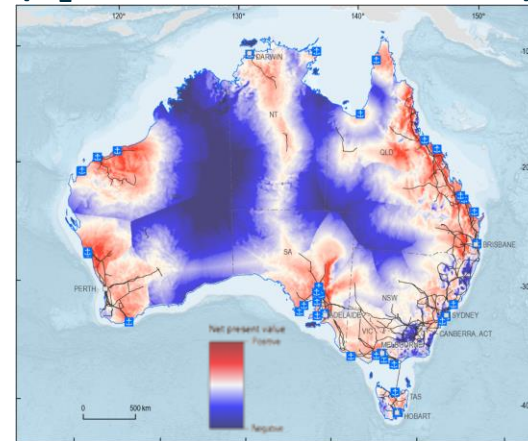 120°
130°
140°
150°
-10
DARWIN
NT
QLD
-20
BRISBANE
SA
-30
PERTH
NSW
ADELAIDE
SYDNEY
CANBERRA, ACT
VIC
MELBOURNE
Net present value
Positive
Negative
TAS
HOBART
-40
0
500 km